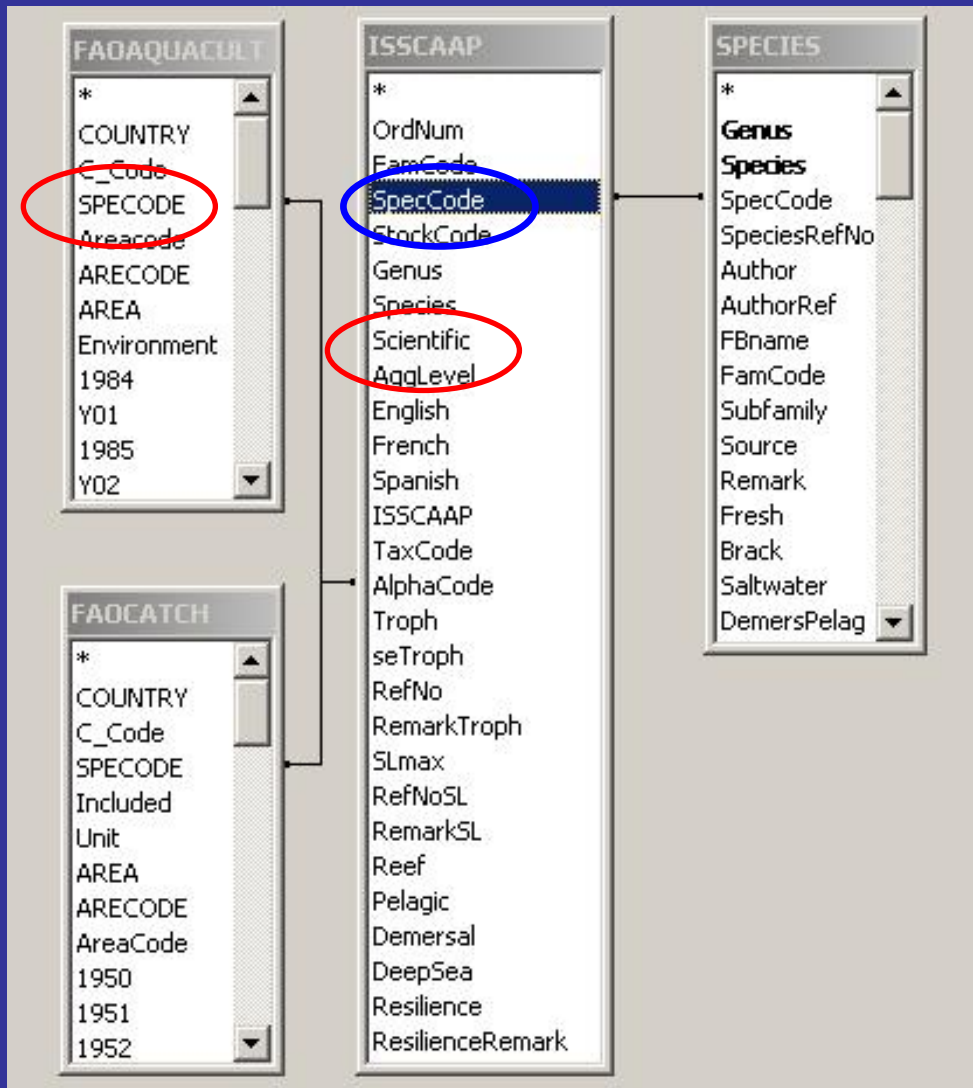 FAOAQUACULT
*
COUNTRY
C_Code
SPECODE
Areacode
ARECODE
AREA
Environment
1984
Y01
1985
Y02
FAOCATCH
*
COUNTRY
C_Code
SPECODE
Included
Unit
AREA
ARECODE
AreaCode
1950
1951
1952
ISSCAAP
*
OrdNum
FamCode
SpecCode
StockCode
Genus
Species
Scientific
AggLevel
English
French
Spanish
ISSCAAP
TaxCode
AlphaCode
Troph
seTroph
RefNo
RemarkTroph
SLmax
RefNoSL
RemarkSL
Reef
Pelagic
Demersal
DeepSea
Resilience
ResilienceRemark
SPECIES
*
Genus
Species
SpecCode
SpeciesRefNo
Author
AuthorRef
FBname
FamCode
Subfamily
Source
Remark
Fresh
Brack
Saltwater
DemersPelag